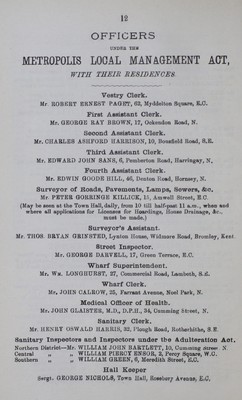 12
OFFICERS
UNDER THE
METROPOLIS LOCAL MANAGEMENT ACT,
WITH THEIR RESIDENCES.
Vestry Clerk.
Mr. ROBERT ERNEST PAGET, 63, Myddelton Square, E.C.
First Assistant Clerk.
Mr. GEORGE RAY BROWN, 17, Ockendon Road, N.
Second Assistant Clerk.
Mr. CHARLES ASHFORD HARRISON, 10, Bousfield Road, S.E.
Third Assistant Clerk.
Mr. EDWARD JOHN SANS, 6, Pemberton Road, Harringay, N.
Fourth Assistant Clerk.
Mr. EDWIN GOODE HILL, 46, Denton Road, Hornsey, N.
Surveyor of Roads, Pavements, Lamps, Sewers, &c.
Mr PETER GORRINGE KILLICK, 11, Amwell Street, E.C.
(May be seen at the Town Hall, daily, from 10 till half-past 11 a.m., when and
where all applications for Licenses for Hoardings, House Drainage, &c.
must be made.)
Surveyor's Assistant.
Mr. THOS. BRYAN GRINSTED, Lynton House, Widmore Road, Bromley, Kent.
Street Inspector.
Mr. GEORGE DARVELL, 17, Green Terrace, E.C.
Wharf Superintendent.
Mr. Wm. LONGHURST, 27, Commercial Road, Lambeth, S.E.
Wharf Clerk.
Mr. JOHN CALROW, 25, Farrant Avenue, Noel Park, N.
Medical Officer of Health.
Mr. JOHN GLAISTER, M.D., D.P.H., 34, Cumming Street, N.
Sanitary Clerk.
Mr. HENRY OSWALD HARRIS, 23, Plough Road, Rotherhithe, S.E.
Sanitary Inspectors and Inspectors under the Adulteration Act.
Northern District—Mr. WILLIAM JOHN BARTLETT, 10, Cumming Street N
Central „ „ WILLIAM PIERCY ENSOR, 2, Percy Square, W.C.
Southern „ „ WILLIAM GREEN, 6, Meredith Street, E.C.
Hall Keeper
Sergt. GEORGE NICHOLS, Town Hall, Rosebery Avenue, E.C.